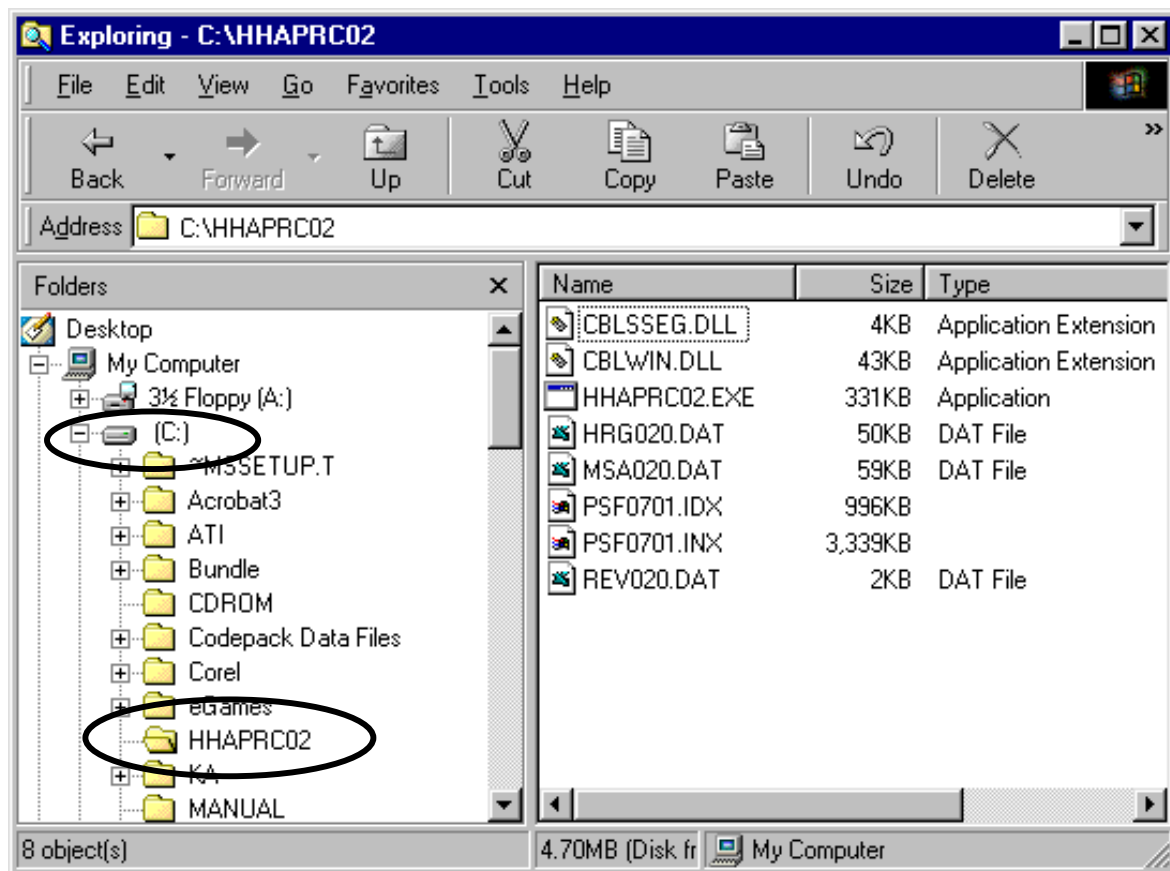 Exploring - C:\HHAPRC02
File Edit View Go Favorites Tools Help
Back Forward Up Cut Copy Paste Undo Delete »
Address C:\HHAPRC02
Folders
Name Size Type
Desktop
My Computer
3½ Floppy (A:)
(C:)
~MSSETUP.T
Acrobat3
ATI
Bundle
CDROM
Codepack Data Files
Corel
eGames
HHAPRC02
KA
MANUAL
CBLSSEG.DLL 4KB Application Extension
CBLWIN.DLL 43KB Application Extension
HHAPRC02.EXE 331KB Application
HRG020.DAT 50KB DAT File
MSA020.DAT 59KB DAT File
PSF0701.IDX 996KB
PSF0701.INX 3,339KB
REV020.DAT 2KB DAT File
8 object(s) 4.70MB (Disk fr My Computer